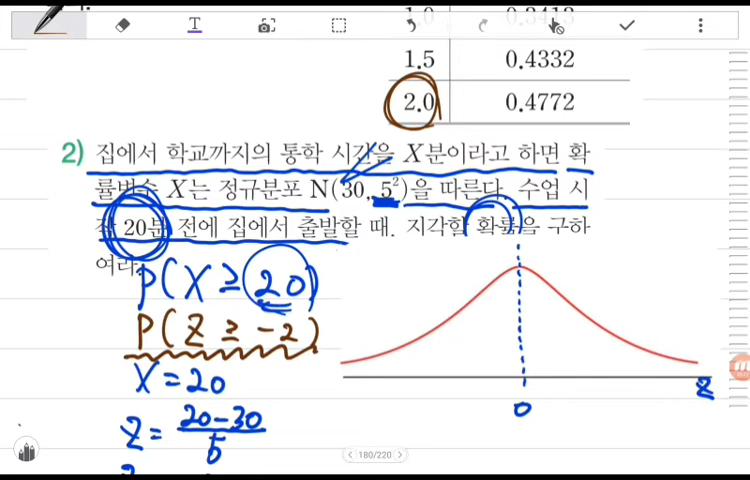 T
1.0 0.3413
1.5 0.4332
2.0 0.4772
2) 집에서 학교까지의 통학 시간을 X분이라고 하면 확
률변수 X는 정규분포 N(30, 5²)을 따른다. 수업 시
작 20분 전에 집에서 출발할 때, 지각할 확률을 구하
여라.
P(X ≥ 20)
P(Z ≥ -2)
X = 20
Z = (20-30)/5
0
Z
180/220